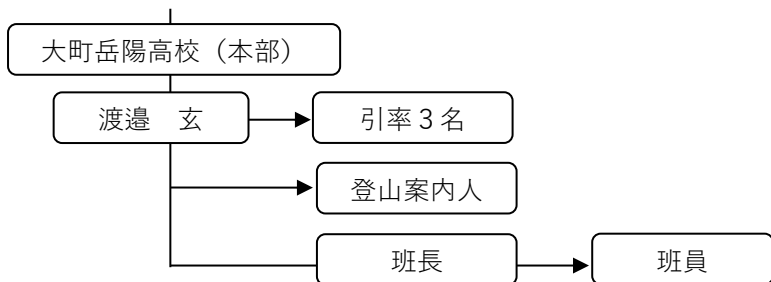 大町岳陽高校（本部）
渡邉　玄
引率３名
登山案内人
班長
班員